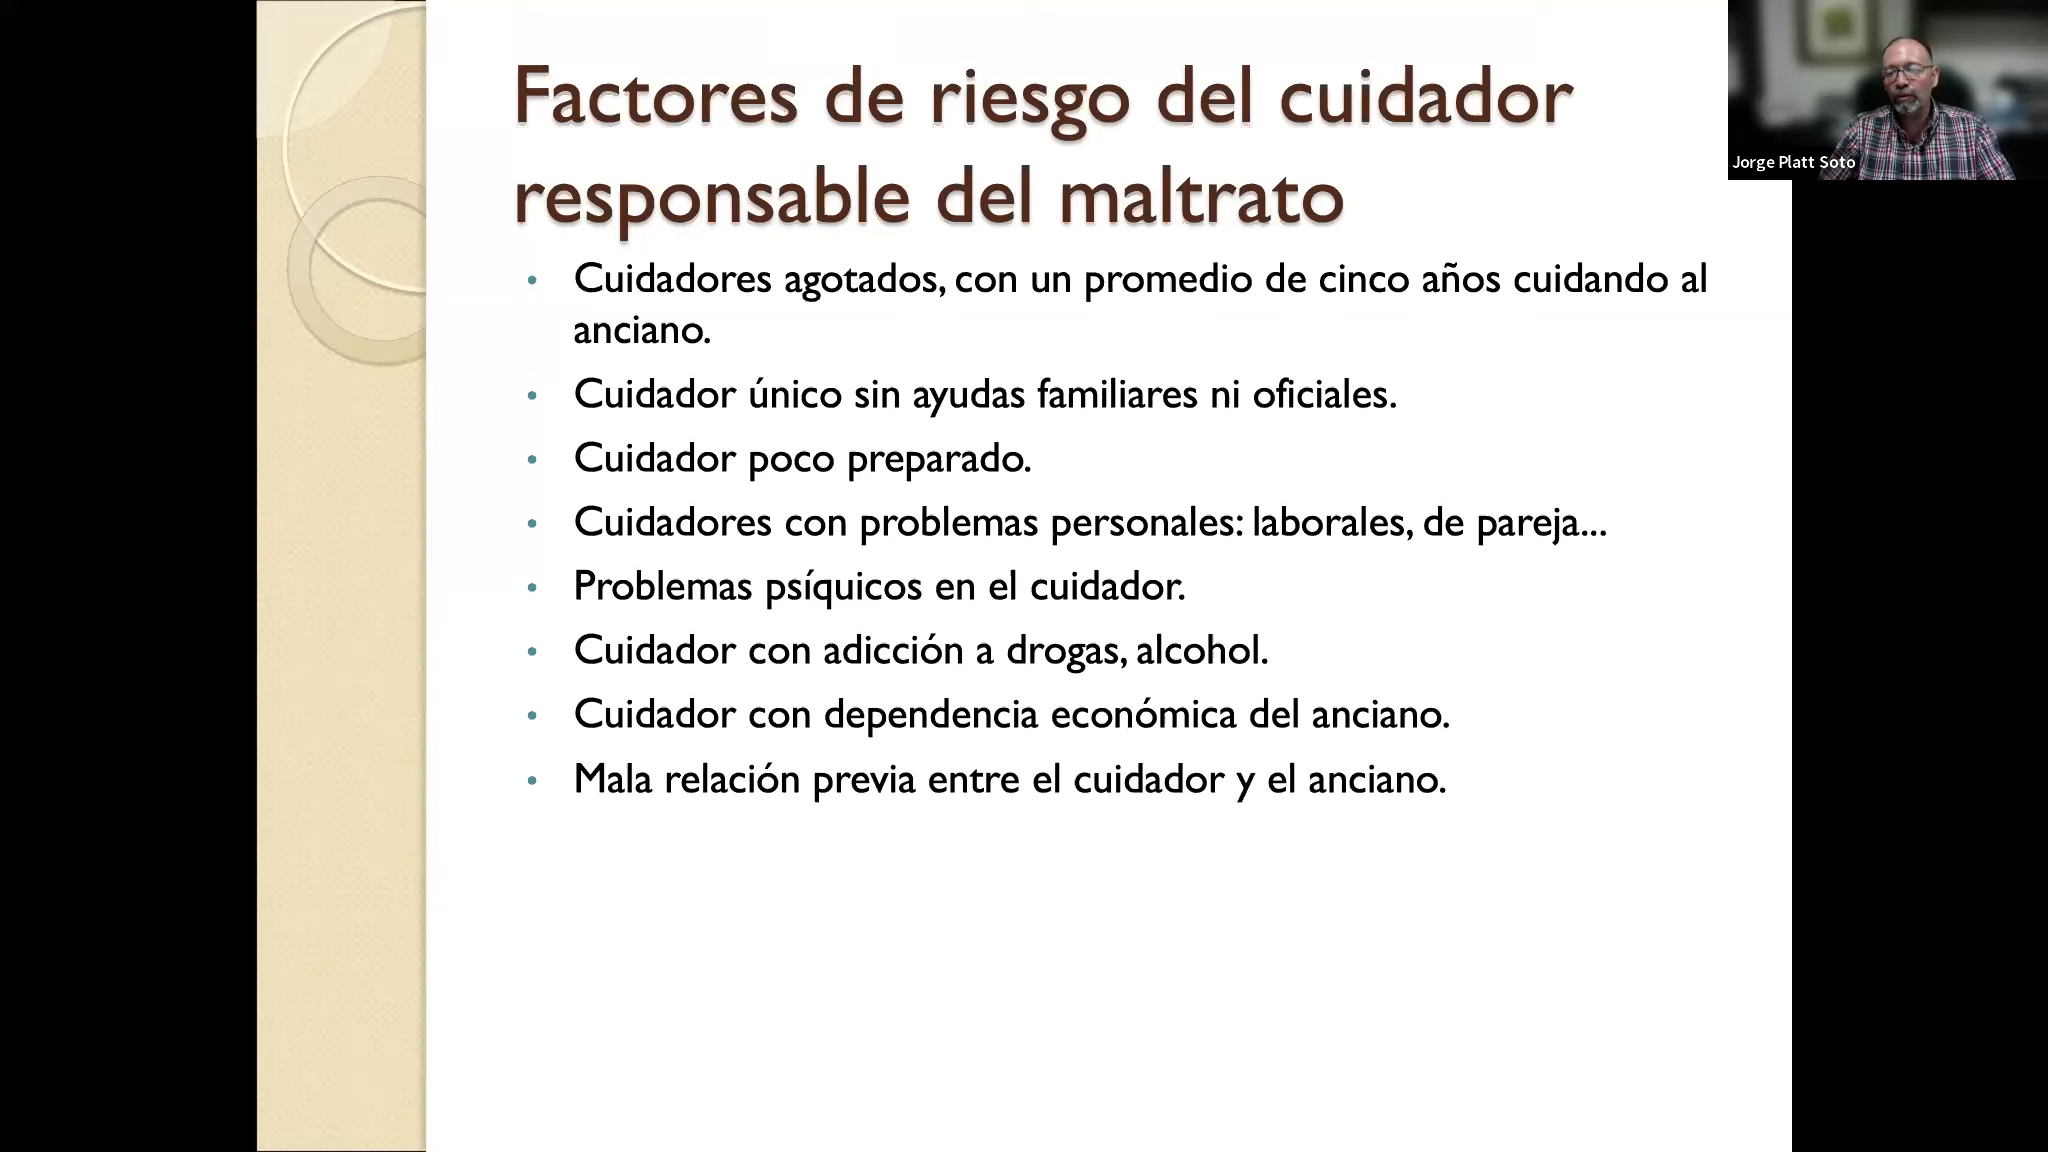 Factores de riesgo del cuidador
responsable del maltrato
• Cuidadores agotados, con un promedio de cinco años cuidando al
anciano.
• Cuidador único sin ayudas familiares ni oficiales.
• Cuidador poco preparado.
• Cuidadores con problemas personales: laborales, de pareja...
• Problemas psíquicos en el cuidador.
• Cuidador con adicción a drogas, alcohol.
• Cuidador con dependencia económica del anciano.
• Mala relación previa entre el cuidador y el anciano.
Jorge Platt Soto